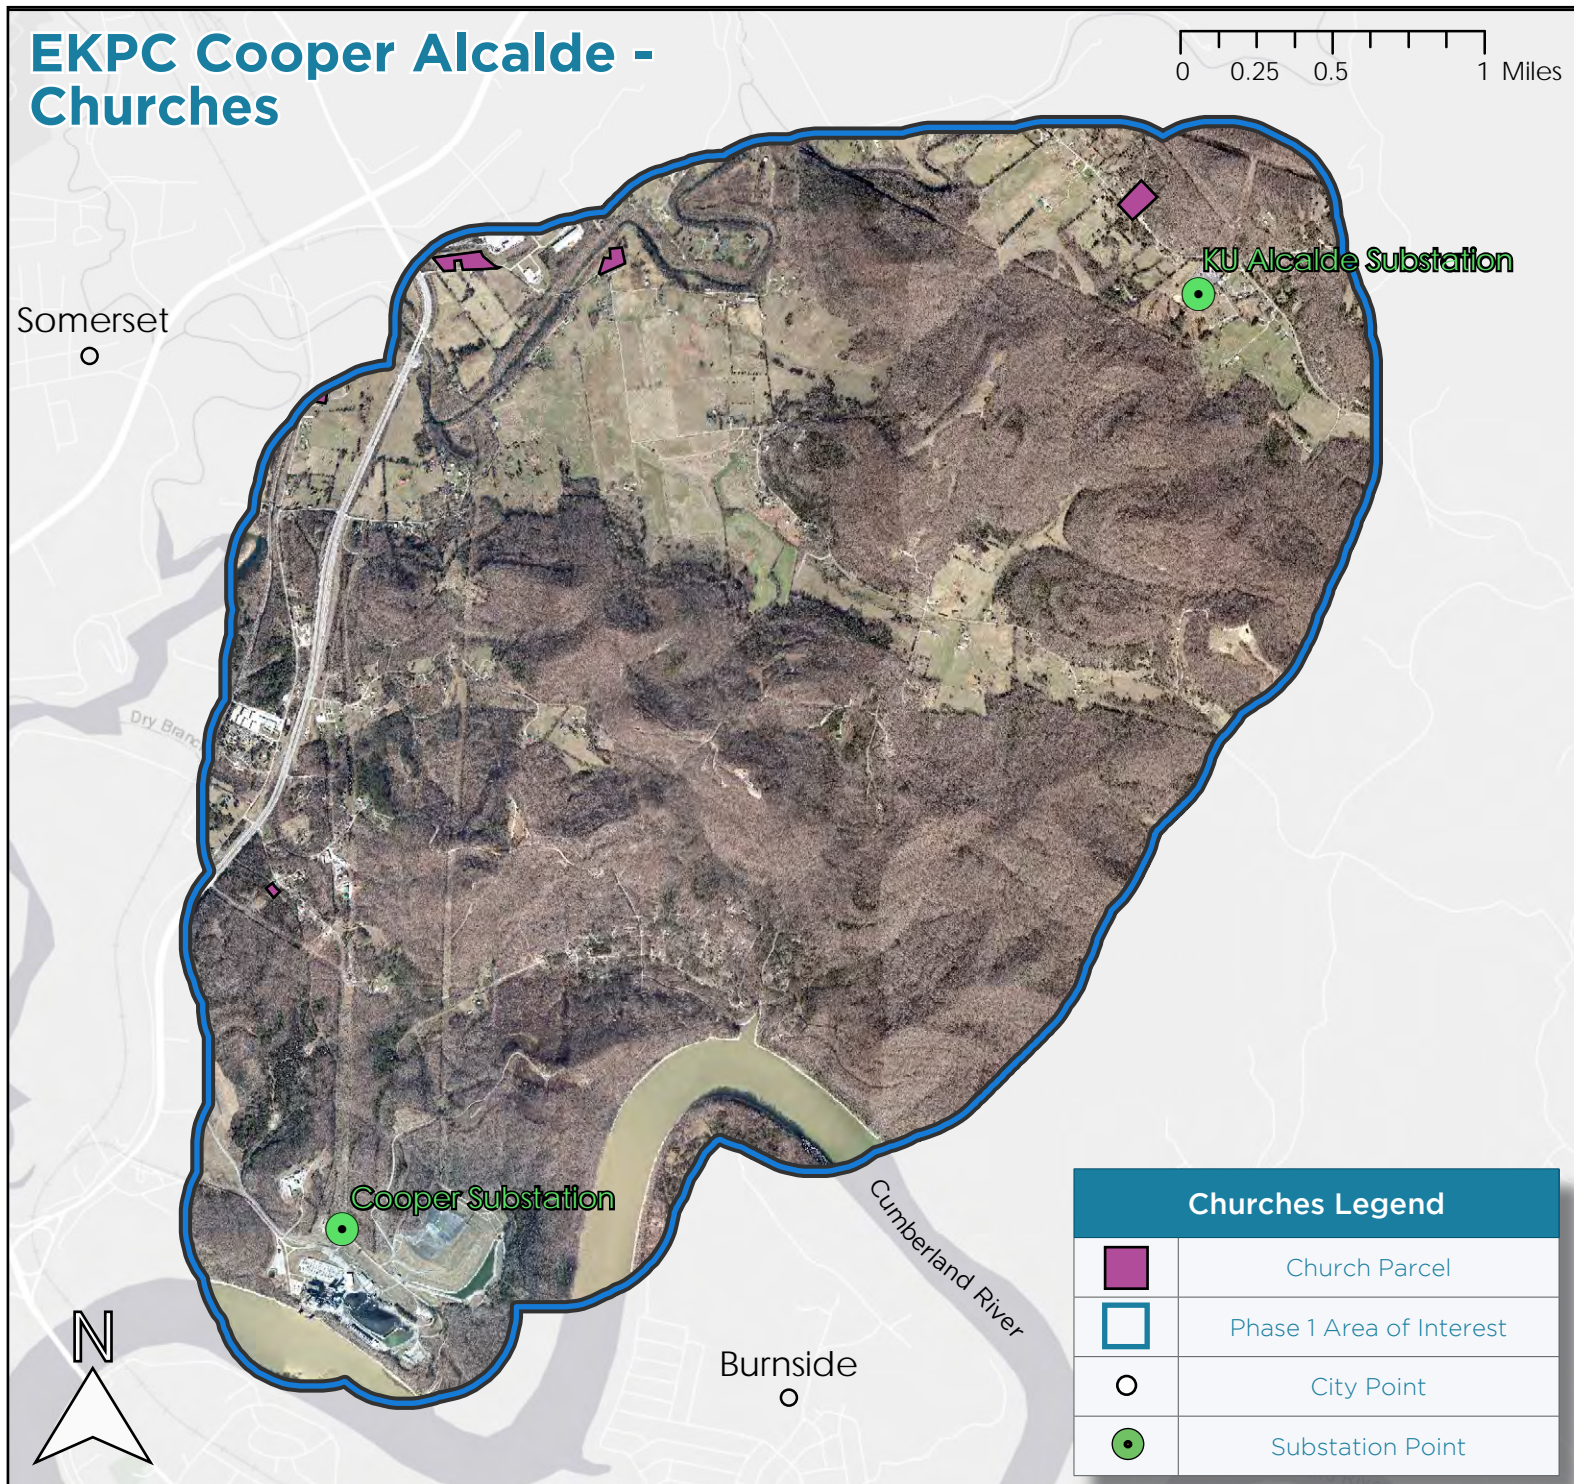 EKPC Cooper Alcalde -
Churches
0 0.25 0.5 1 Miles
KU Alcalde Substation
Somerset
Dry Branch
Cooper Substation
Cumberland River
Burnside
N
Churches Legend
Church Parcel
Phase 1 Area of Interest
City Point
Substation Point